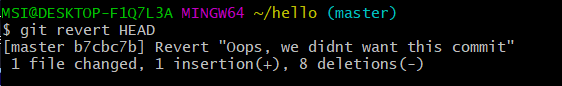 MSI@DESKTOP-F1Q7L3A MINGW64 ~/hello (master)
$ git revert HEAD
[master b7cbc7b] Revert "Oops, we didnt want this commit"
 1 file changed, 1 insertion(+), 8 deletions(-)